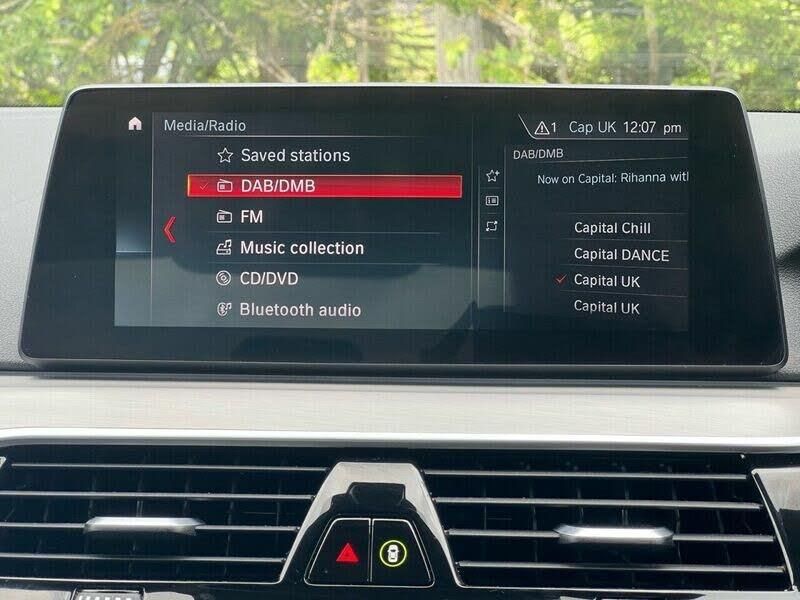 Media/Radio
1 Cap UK 12:07 pm
Saved stations
DAB/DMB
FM
Music collection
CD/DVD
Bluetooth audio
DAB/DMB
Now on Capital: Rihanna with
Capital Chill
Capital DANCE
Capital UK
Capital UK